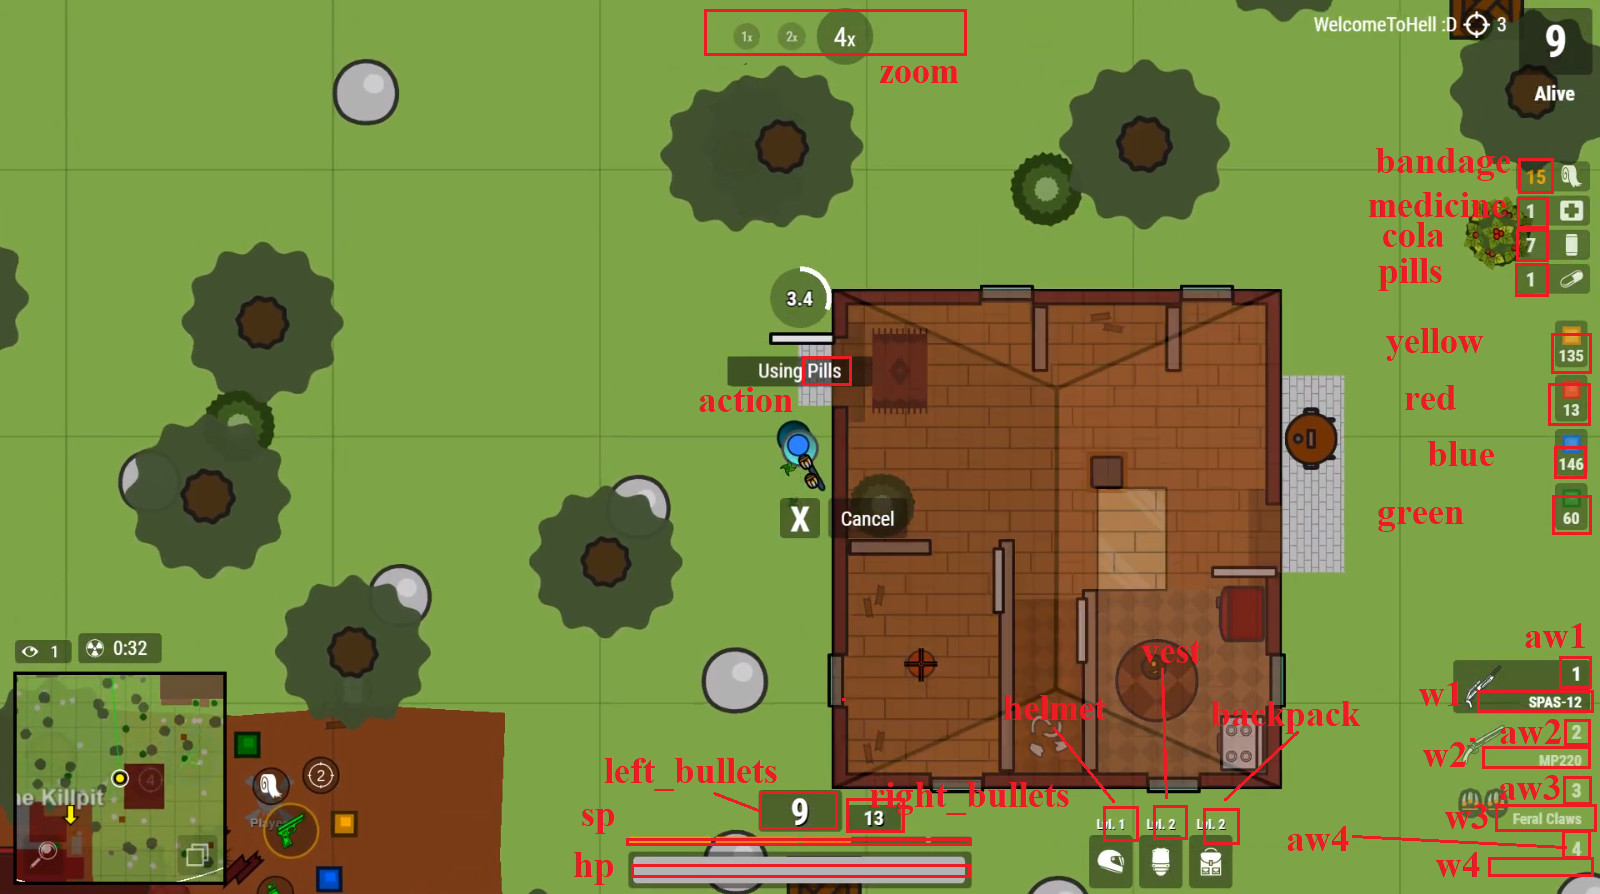 1x 2x 4x
zoom
WelcomeToHell :D 3
9
Alive
bandage 15
medicine 1
cola 7
pills 1
3.4
yellow
135
Using Pills
action
red
13
blue
146
X Cancel
green
60
1 0:32
aw1
1
vest
w1 SPAS-12
helmet
backpack
aw2 2
w2 MP220
4
2
left_bullets
aw3 3
right_bullets
9
13
sp
w3 Feral Claws
Lvl. 1 Lvl. 2 Lvl. 2
aw4 4
hp
w4
e Killpit
Playe